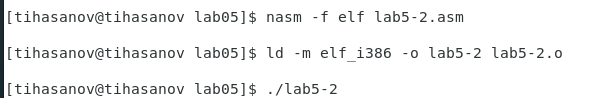 [tihasanov@tihasanov lab05]$ nasm -f elf lab5-2.asm
[tihasanov@tihasanov lab05]$ ld -m elf_i386 -o lab5-2 lab5-2.o
[tihasanov@tihasanov lab05]$ ./lab5-2